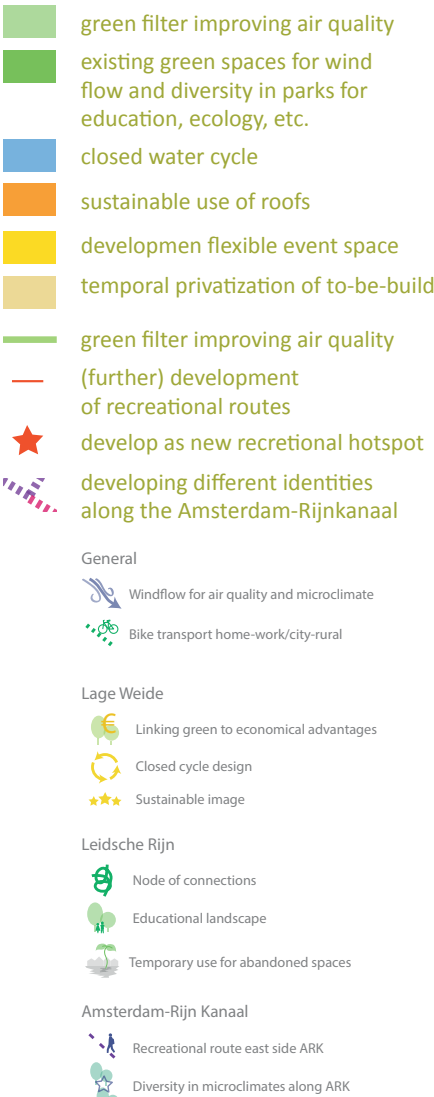 green filter improving air quality
existing green spaces for wind
flow and diversity in parks for
education, ecology, etc.
closed water cycle
sustainable use of roofs
developmen flexible event space
temporal privatization of to-be-build
green filter improving air quality
(further) development
of recreational routes
develop as new recretional hotspot
developing different identities
along the Amsterdam-Rijnkanaal
General
Windflow for air quality and microclimate
Bike transport home-work/city-rural
Lage Weide
€
Linking green to economical advantages
Closed cycle design
Sustainable image
Leidsche Rijn
Node of connections
Educational landscape
Temporary use for abandoned spaces
Amsterdam-Rijn Kanaal
Recreational route east side ARK
Diversity in microclimates along ARK